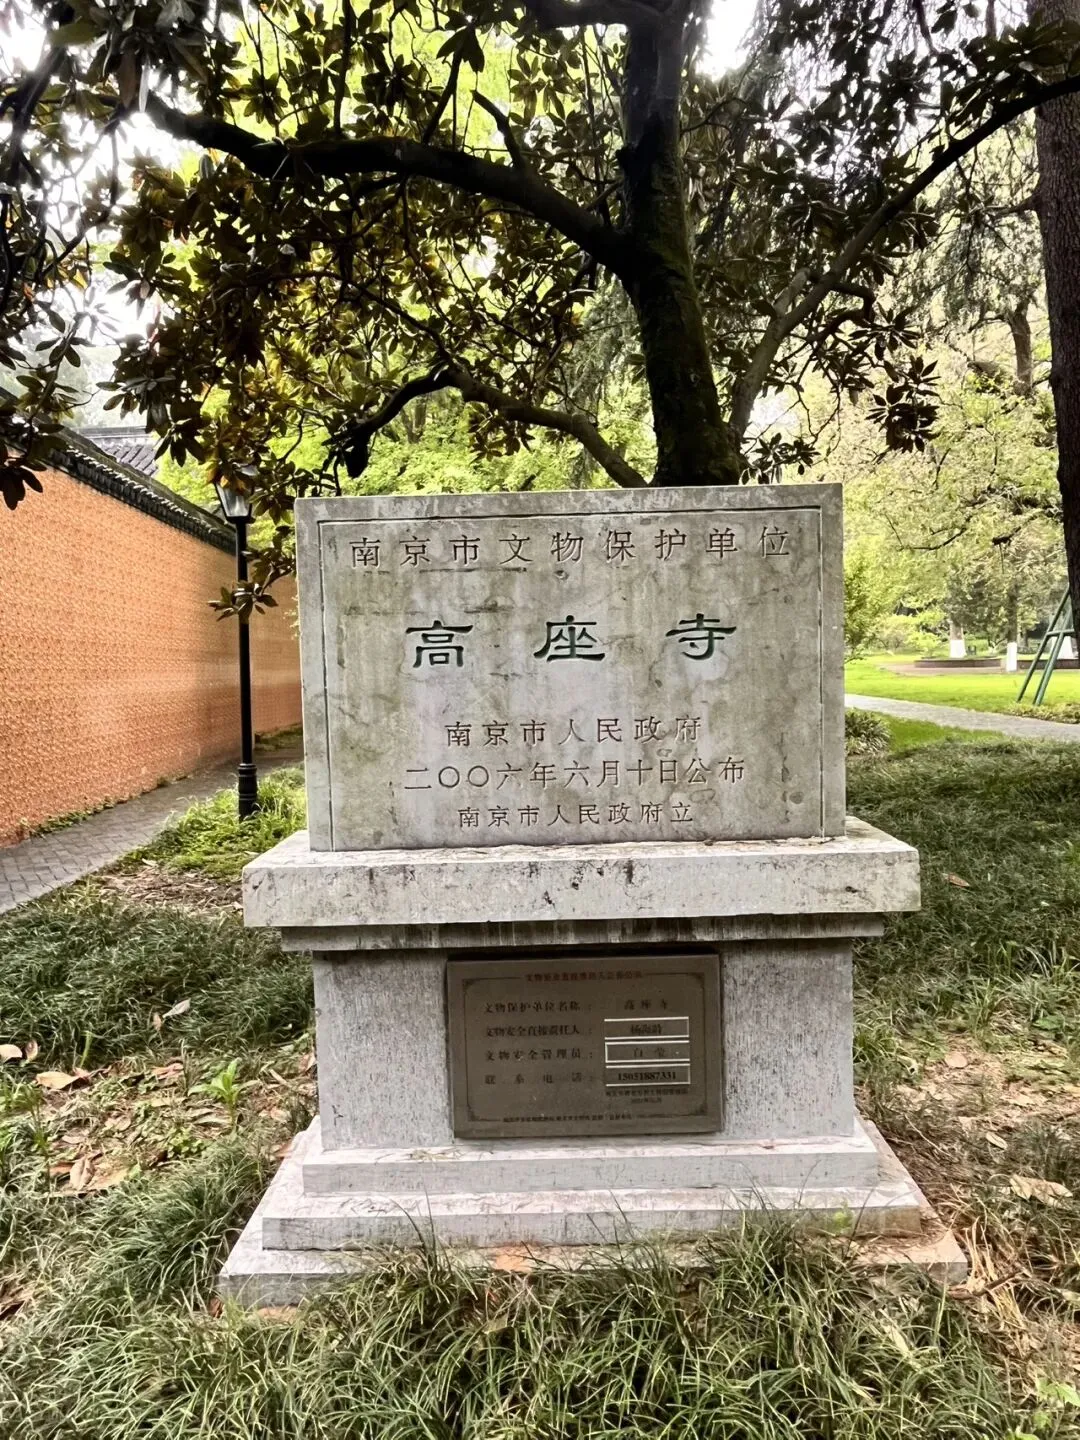 南京市文物保护单位
高座寺
南京市人民政府
二〇〇六年六月十日公布
南京市人民政府立
文物保护单位名称： 高座寺
文物安全直接责任人：
文物安全管理员： 白莹
联系电话： 15051887331